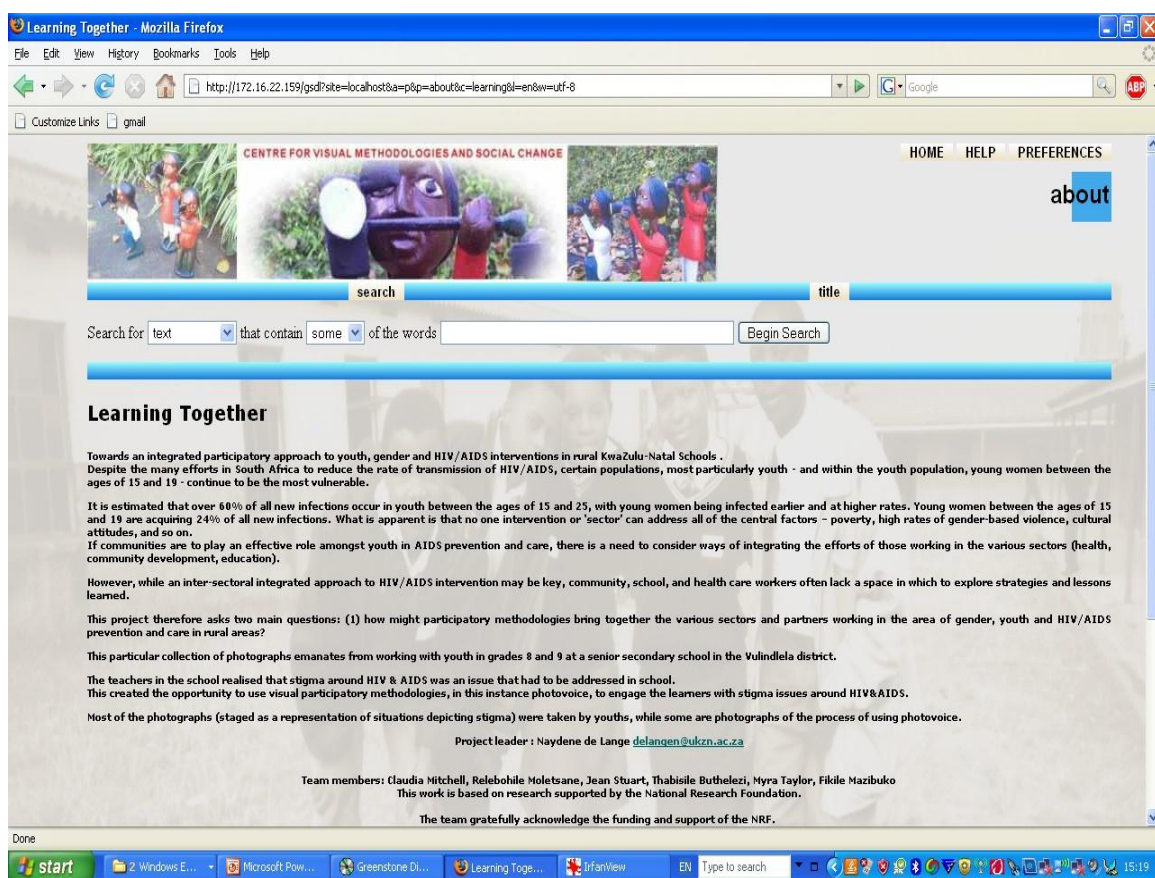 Learning Together - Mozilla Firefox
File Edit View History Bookmarks Tools Help
http://172.16.22.159/gsdl?site=localhost&a=p&p=about&c=learning&l=en&w=utf-8
G Google
ABP
Customize Links gmail
CENTRE FOR VISUAL METHODOLOGIES AND SOCIAL CHANGE
HOME HELP PREFERENCES
about
search title
Search for text that contain some of the words Begin Search
Learning Together
Towards an integrated participatory approach to youth, gender and HIV/AIDS interventions in rural KwaZulu-Natal Schools .
Despite the many efforts in South Africa to reduce the rate of transmission of HIV/AIDS, certain populations, most particularly youth - and within the youth population, young women between the
ages of 15 and 19 - continue to be the most vulnerable.
It is estimated that over 60% of all new infections occur in youth between the ages of 15 and 25, with young women being infected earlier and at higher rates. Young women between the ages of 15
and 19 are acquiring 24% of all new infections. What is apparent is that no one intervention or 'sector' can address all of the central factors – poverty, high rates of gender-based violence, cultural
attitudes, and so on.
If communities are to play an effective role amongst youth in AIDS prevention and care, there is a need to consider ways of integrating the efforts of those working in the various sectors (health,
community development, education).
However, while an inter-sectoral integrated approach to HIV/AIDS intervention may be key, community, school, and health care workers often lack a space in which to explore strategies and lessons
learned.
This project therefore asks two main questions: (1) how might participatory methodologies bring together the various sectors and partners working in the area of gender, youth and HIV/AIDS
prevention and care in rural areas?
This particular collection of photographs emanates from working with youth in grades 8 and 9 at a senior secondary school in the Vulindlela district.
The teachers in the school realised that stigma around HIV & AIDS was an issue that had to be addressed in school.
This created the opportunity to use visual participatory methodologies, in this instance photovoice, to engage the learners with stigma issues around HIV&AIDS.
Most of the photographs (staged as a representation of situations depicting stigma) were taken by youths, while some are photographs of the process of using photovoice.
Project leader : Naydene de Lange delangen@ukzn.ac.za
Team members: Claudia Mitchell, Relebohile Moletsane, Jean Stuart, Thabisile Buthelezi, Myra Taylor, Fikile Mazibuko
This work is based on research supported by the National Research Foundation.
The team gratefully acknowledge the funding and support of the NRF.
Done
start 2 Windows E... Microsoft Pow... Greenstone Di... Learning Toge... IrfanView EN Type to search 15:19